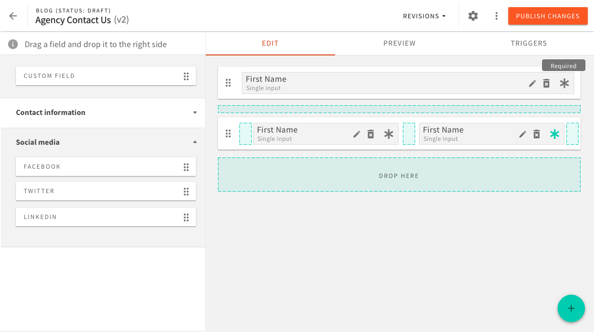 BLOG (STATUS: DRAFT)
Agency Contact Us (v2)
REVISIONS
PUBLISH CHANGES
Drag a field and drop it to the right side
EDIT
PREVIEW
TRIGGERS
Required
CUSTOM FIELD
First Name
Single input
Contact information
First Name
Single input
First Name
Single input
Social media
FACEBOOK
DROP HERE
TWITTER
LINKEDIN